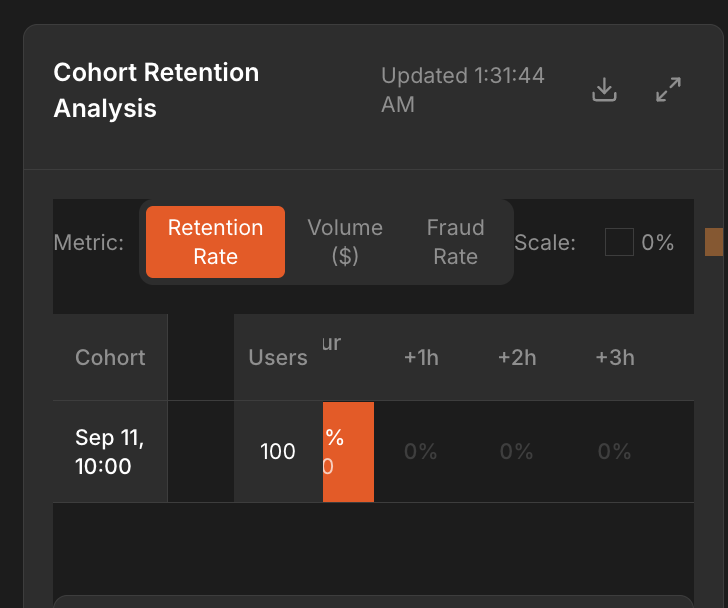 Cohort Retention
Analysis
Updated 1:31:44
AM
Metric:
Retention
Rate
Volume
($)
Fraud
Rate
Scale:
0%
Cohort
Users
ur
+1h
+2h
+3h
Sep 11,
10:00
100
%
0
0%
0%
0%